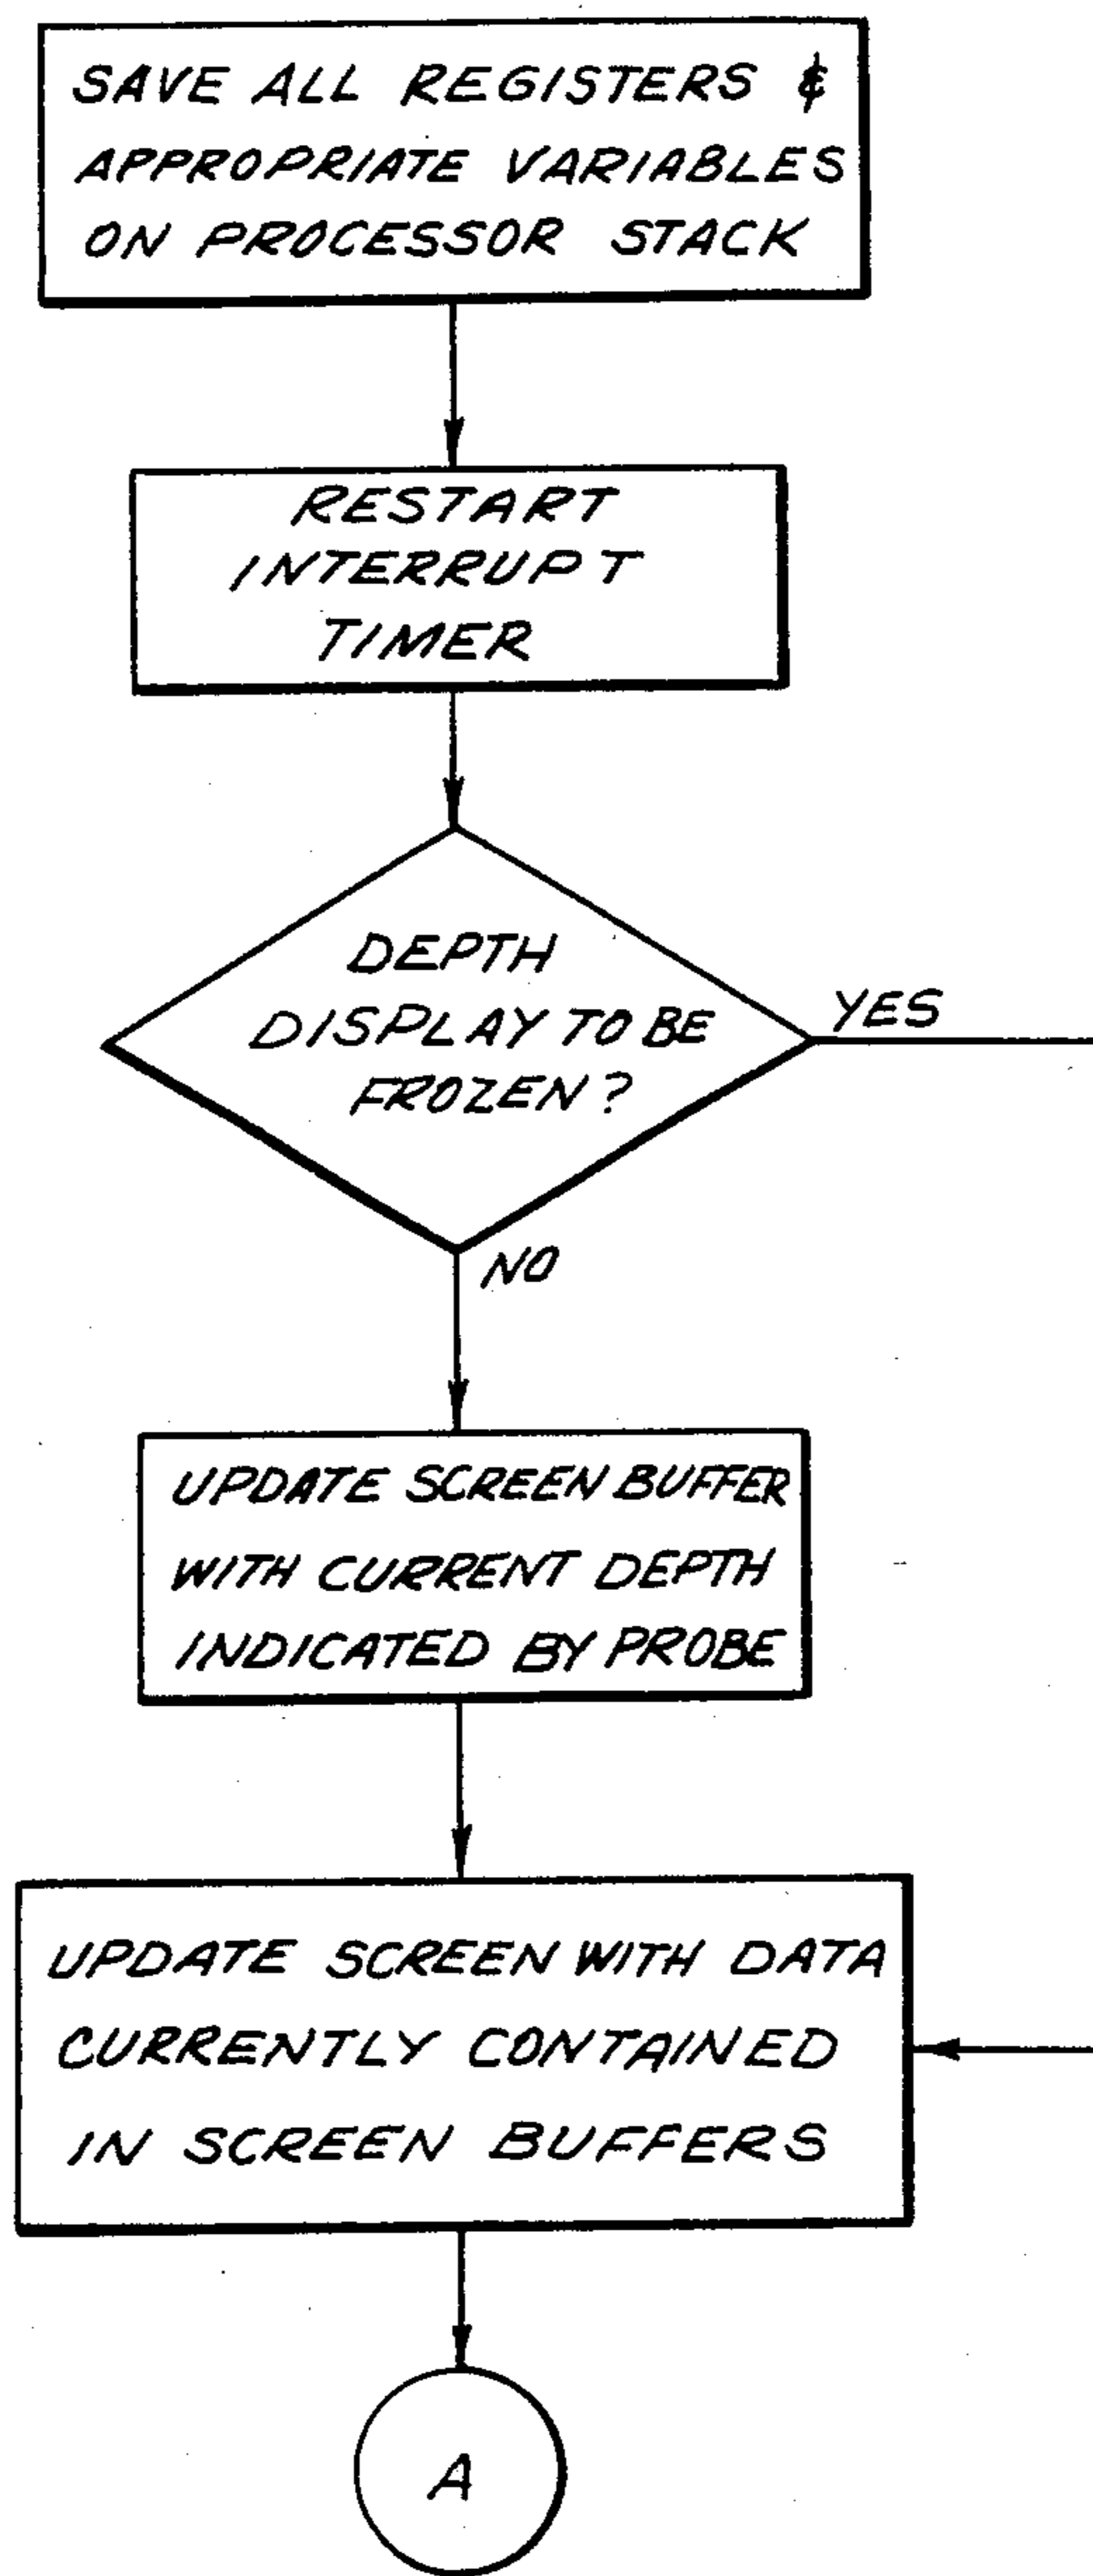 SAVE ALL REGISTERS &
APPROPRIATE VARIABLES
ON PROCESSOR STACK
RESTART
INTERRUPT
TIMER
DEPTH
DISPLAY TO BE
FROZEN?
YES
NO
UPDATE SCREEN BUFFER
WITH CURRENT DEPTH
INDICATED BY PROBE
UPDATE SCREEN WITH DATA
CURRENTLY CONTAINED
IN SCREEN BUFFERS
A